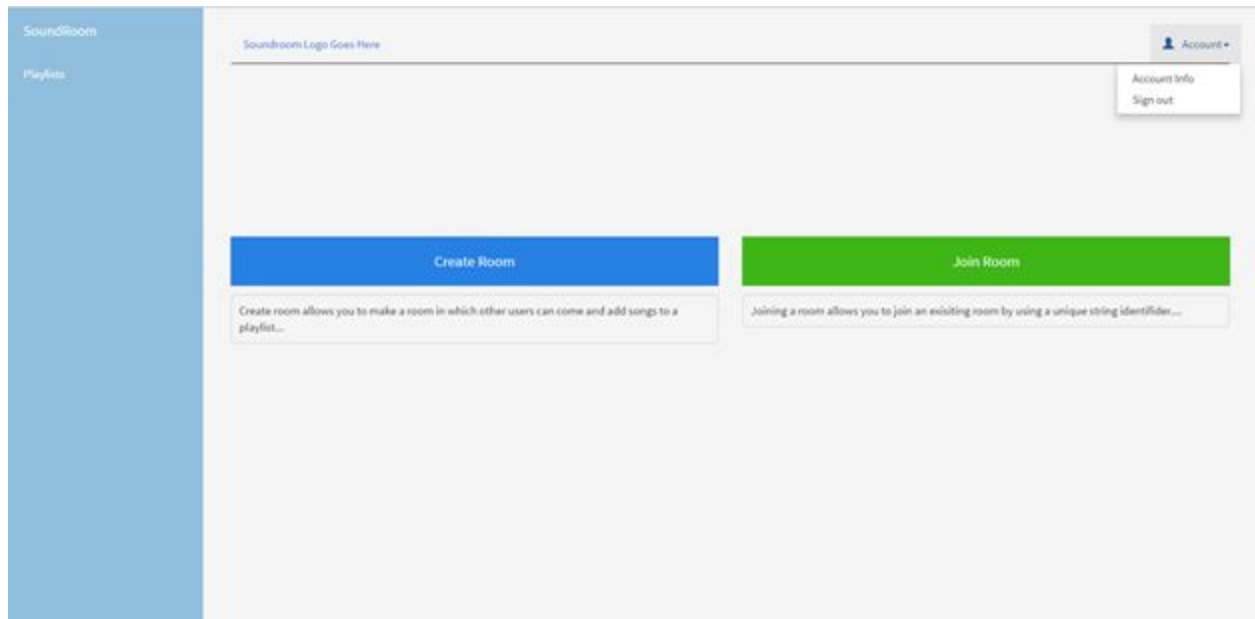 SoundRoom
Playlists
Soundroom Logo Goes Here
Account
Account Info
Sign out
Create Room
Create room allows you to make a room in which other users can come and add songs to a
playlist...
Join Room
Joining a room allows you to join an exisiting room by using a unique string identifider....